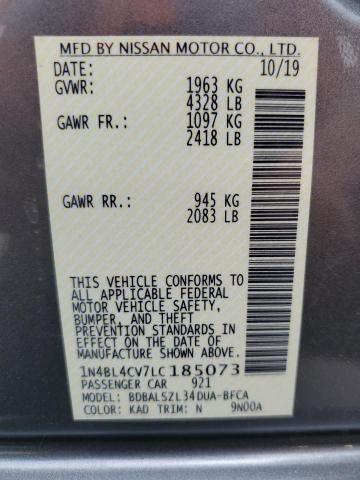 MFD BY NISSAN MOTOR CO., LTD.
DATE: 10/19
GVWR: 1963 KG
4328 LB
GAWR FR.: 1097 KG
2418 LB
GAWR RR.: 945 KG
2083 LB
THIS VEHICLE CONFORMS TO
ALL APPLICABLE FEDERAL
MOTOR VEHICLE SAFETY,
BUMPER, AND THEFT
PREVENTION STANDARDS IN
EFFECT ON THE DATE OF
MANUFACTURE SHOWN ABOVE.
1N4BL4CV7LC185073
PASSENGER CAR 921
MODEL: BDBALSZL34DUA-BFCA
COLOR: KAD TRIM: N 9N00A